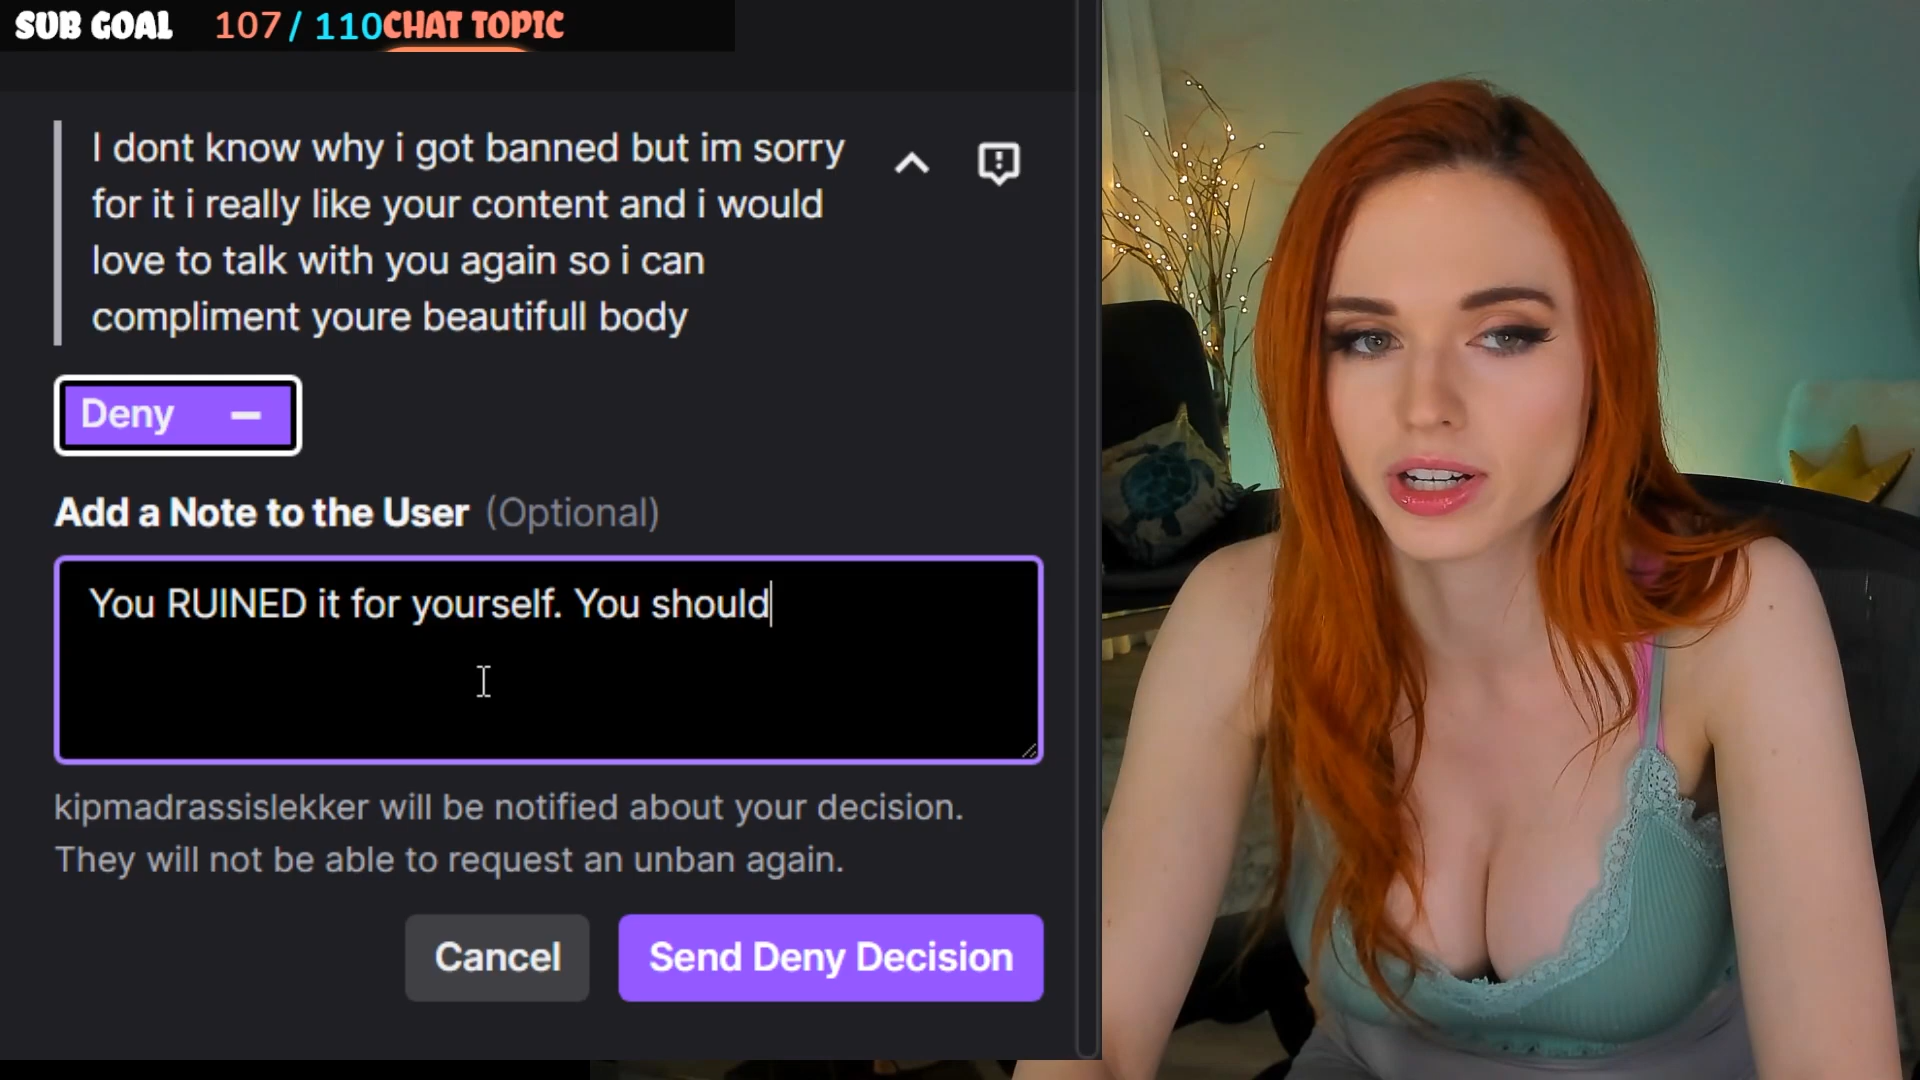 SUB GOAL 107 / 110 CHAT TOPIC
I dont know why i got banned but im sorry
for it i really like your content and i would
love to talk with you again so i can
compliment youre beautifull body
Deny
Add a Note to the User (Optional)
You RUINED it for yourself. You should
kipmadrassislekker will be notified about your decision.
They will not be able to request an unban again.
Cancel Send Deny Decision